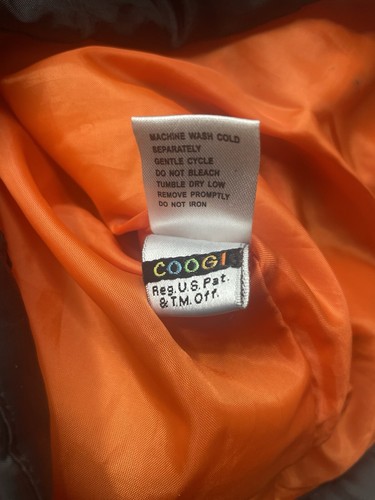 MACHINE WASH COLD
SEPARATELY
GENTLE CYCLE
DO NOT BLEACH
TUMBLE DRY LOW
REMOVE PROMPTLY
DO NOT IRON
COOGI
Reg. U.S. Pat.
& T.M. Off.